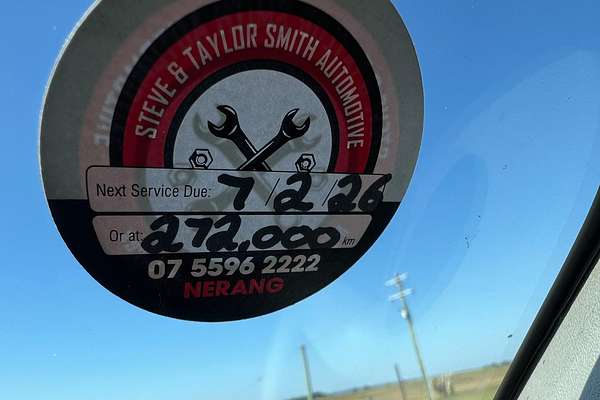 STEVE & TAYLOR SMITH AUTOMOTIVE
Next Service Due: 7/2/26
Or at: 272,000 km
07 5596 2222
NERANG